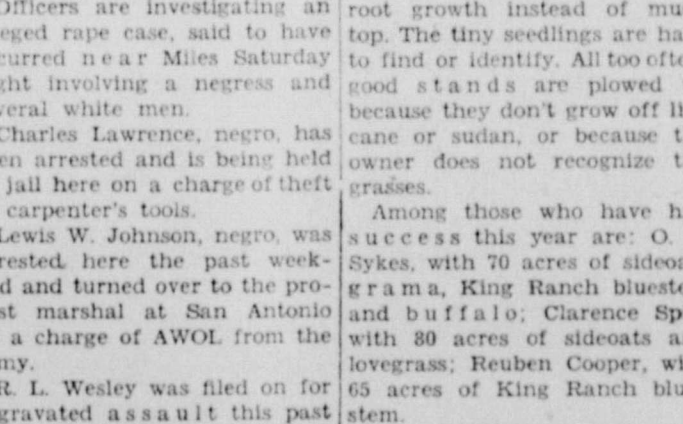 Officers are investigating an
eged rape case, said to have
curred near Miles Saturday
ght involving a negress and
veral white men.
Charles Lawrence, negro, has
en arrested and is being held
jail here on a charge of theft
carpenter's tools.
Lewis W. Johnson, negro, was
rested here the past week-
d and turned over to the pro-
st marshal at San Antonio
a charge of AWOL from the
my.
R. L. Wesley was filed on for
gravated assault this past
root growth instead of mu
top. The tiny seedlings are ha
to find or identify. All too ofte
good stands are plowed
because they don't grow off li
cane or sudan, or because t
owner does not recognize t
grasses.
Among those who have h
success this year are: O.
Sykes, with 70 acres of sideoa
grama, King Ranch blueste
and buffalo; Clarence Sp
with 80 acres of sideoats a
lovegrass; Reuben Cooper, wi
65 acres of King Ranch blu
stem.